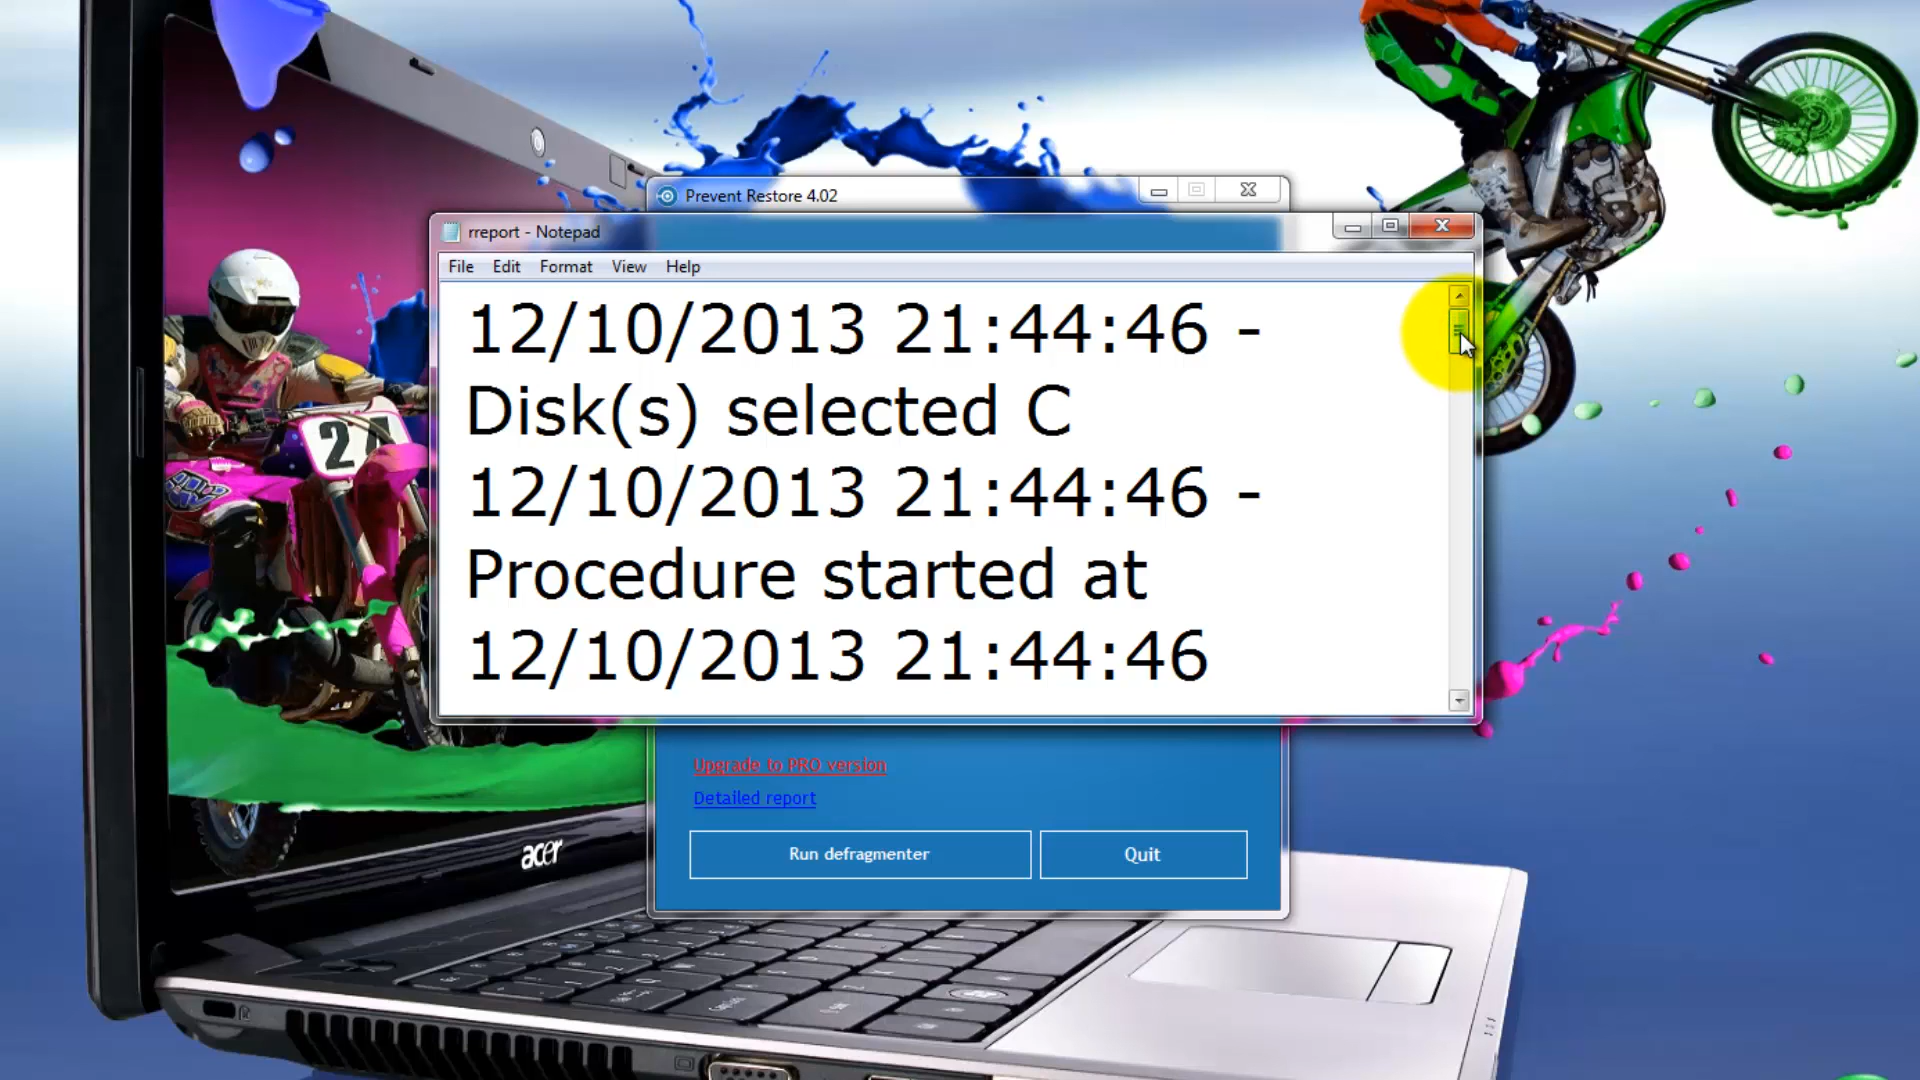 Prevent Restore 4.02
rreport - Notepad
File Edit Format View Help
12/10/2013 21:44:46 -
Disk(s) selected C
12/10/2013 21:44:46 -
Procedure started at
12/10/2013 21:44:46
Upgrade to PRO version
Detailed report
Run defragmenter Quit
24
acer